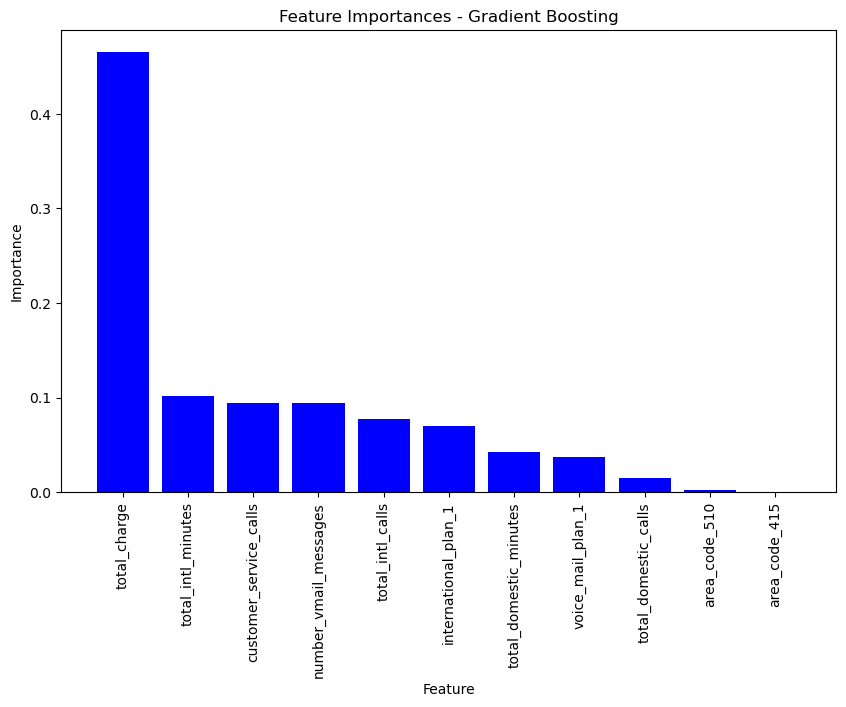 Feature Importances - Gradient Boosting
Importance
0.4
0.3
0.2
0.1
0.0
total_charge
total_intl_minutes
customer_service_calls
number_vmail_messages
total_intl_calls
international_plan_1
total_domestic_minutes
voice_mail_plan_1
total_domestic_calls
area_code_510
area_code_415
Feature